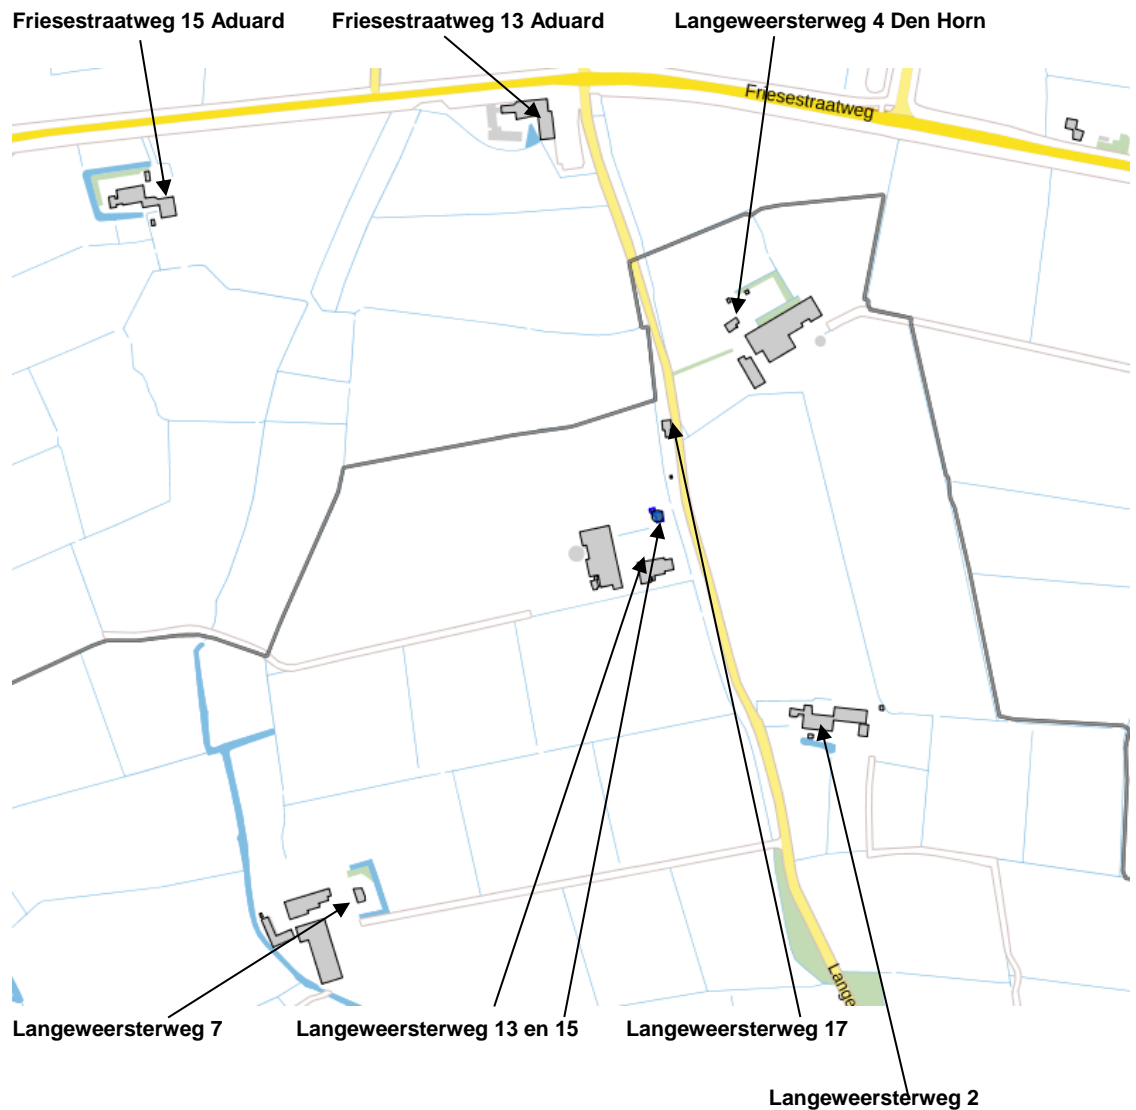 Friesestraatweg 15 Aduard
Friesestraatweg 13 Aduard
Langeweersterweg 4 Den Horn
Friesestraatweg
Lange
Langeweersterweg 7
Langeweersterweg 13 en 15
Langeweersterweg 17
Langeweersterweg 2